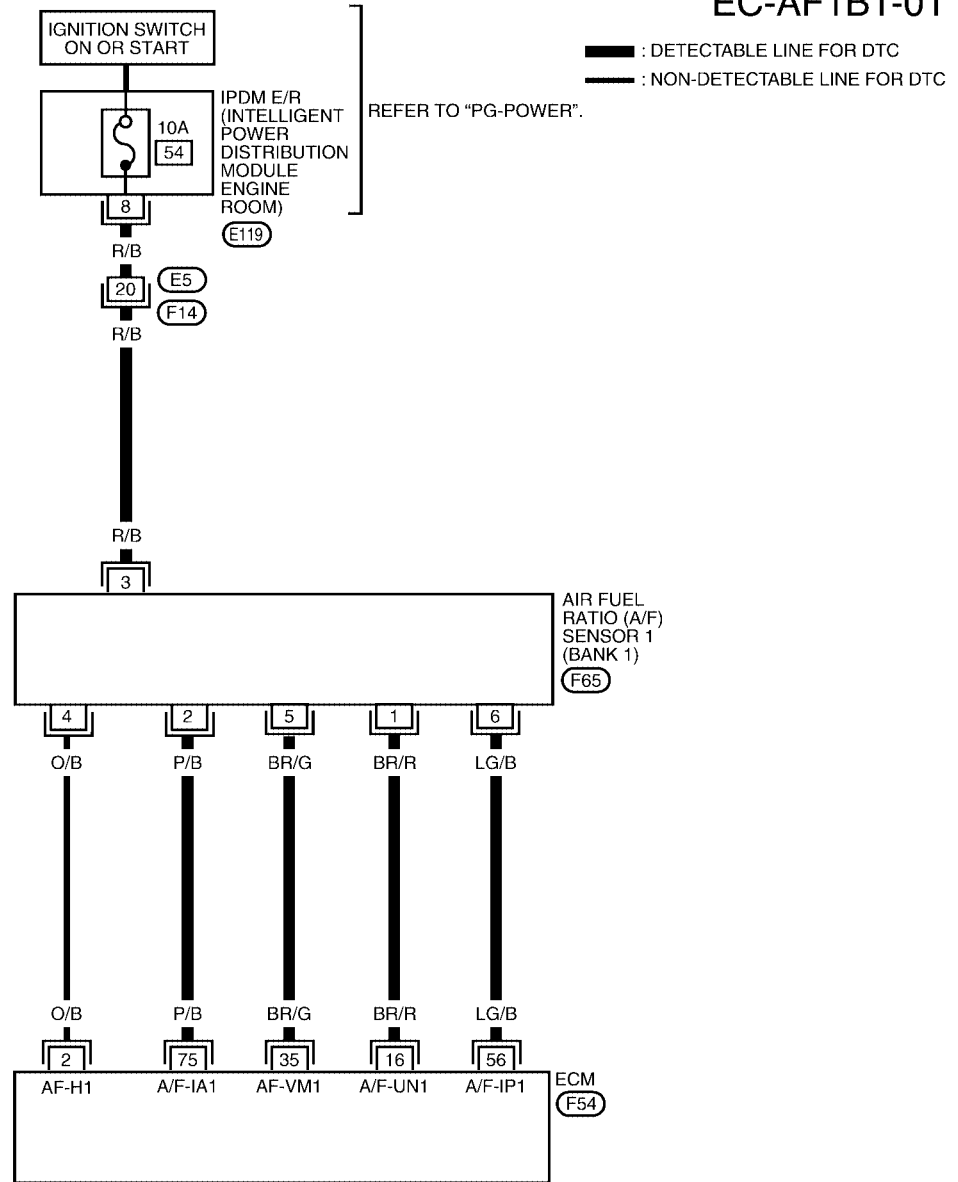 EC-AF1B1-01
IGNITION SWITCH
ON OR START
: DETECTABLE LINE FOR DTC
: NON-DETECTABLE LINE FOR DTC
IPDM E/R
(INTELLIGENT
POWER
DISTRIBUTION
MODULE
ENGINE
ROOM)
E119
REFER TO “PG-POWER”.
10A
54
8
R/B
20
E5
F14
R/B
R/B
3
AIR FUEL
RATIO (A/F)
SENSOR 1
(BANK 1)
F65
4 2 5 1 6
O/B P/B BR/G BR/R LG/B
O/B P/B BR/G BR/R LG/B
2 75 35 16 56
AF-H1 A/F-IA1 AF-VM1 A/F-UN1 A/F-IP1
ECM
F54